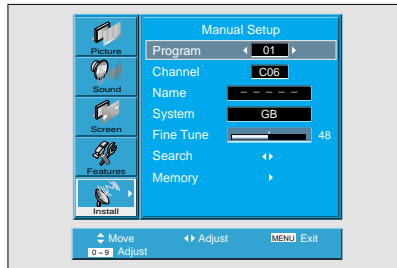 Manual Setup
Picture
Sound
Screen
Features
Install
Program 01
Channel C06
Name – – – – –
System GB
Fine Tune 48
Search
Memory
Move Adjust MENU Exit
0 ~ 9 Adjust